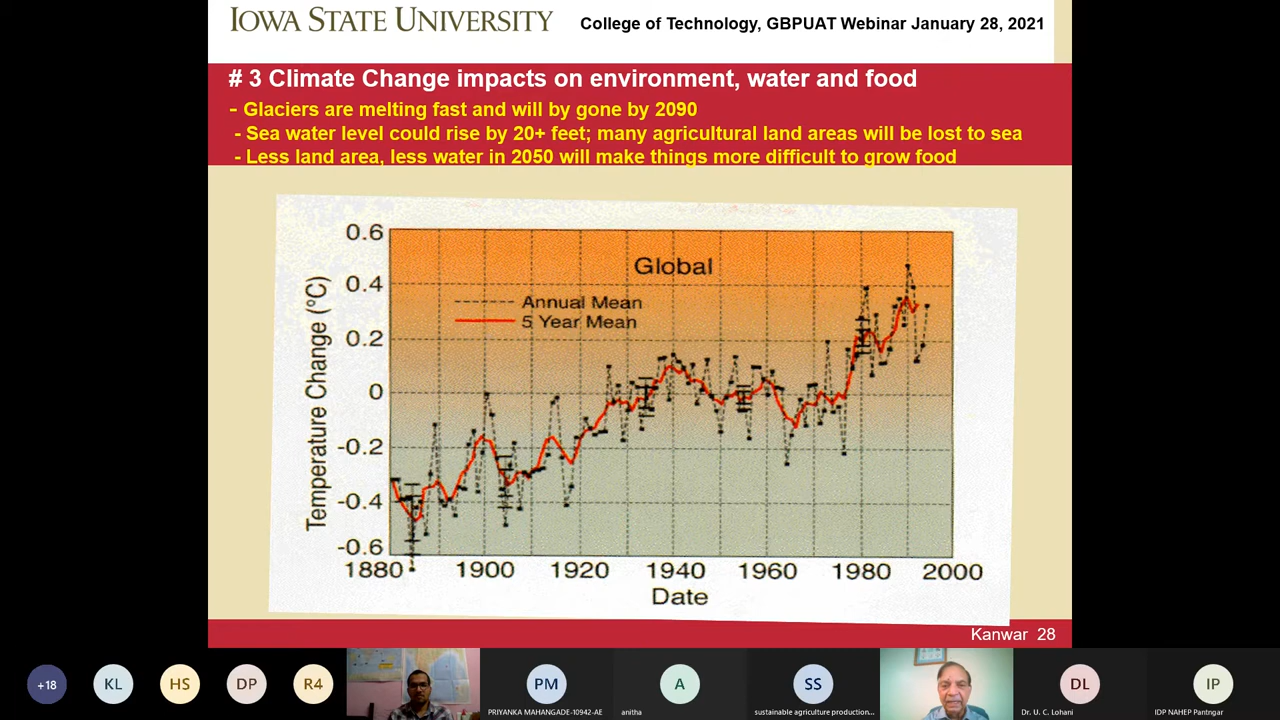 IOWA STATE UNIVERSITY
College of Technology, GBPUAT Webinar January 28, 2021
# 3 Climate Change impacts on environment, water and food
- Glaciers are melting fast and will by gone by 2090
- Sea water level could rise by 20+ feet; many agricultural land areas will be lost to sea
- Less land area, less water in 2050 will make things more difficult to grow food
Global
Annual Mean
5 Year Mean
Temperature Change (°C)
0.6
0.4
0.2
0
-0.2
-0.4
-0.6
1880 1900 1920 1940 1960 1980 2000
Date
Kanwar 28
+18
KL
HS
DP
R4
PM
PRIYANKA MAHANGADE-10942-AE
A
anitha
SS
sustainable agriculture production...
DL
Dr. U. C. Lohani
IP
IDP NAHEP Pantngar